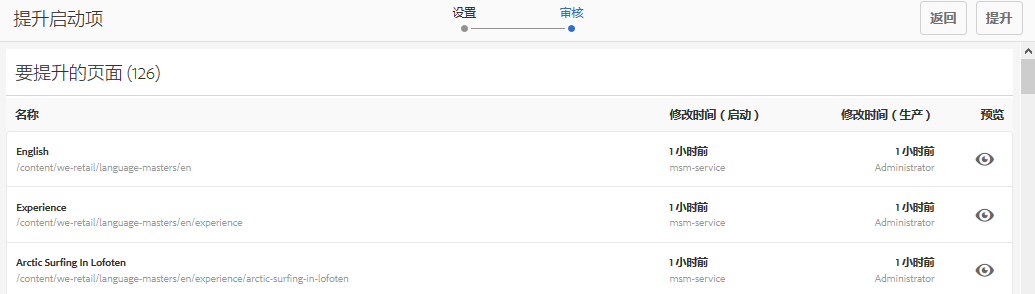 提升启动项 设置 审核 返回 提升
要提升的页面 (126)
名称 修改时间（启动） 修改时间（生产） 预览
English 1 小时前 1 小时前
/content/we-retail/language-masters/en msm-service Administrator
Experience 1 小时前 1 小时前
/content/we-retail/language-masters/en/experience msm-service Administrator
Arctic Surfing In Lofoten 1 小时前 1 小时前
/content/we-retail/language-masters/en/experience/arctic-surfing-in-lofoten msm-service Administrator